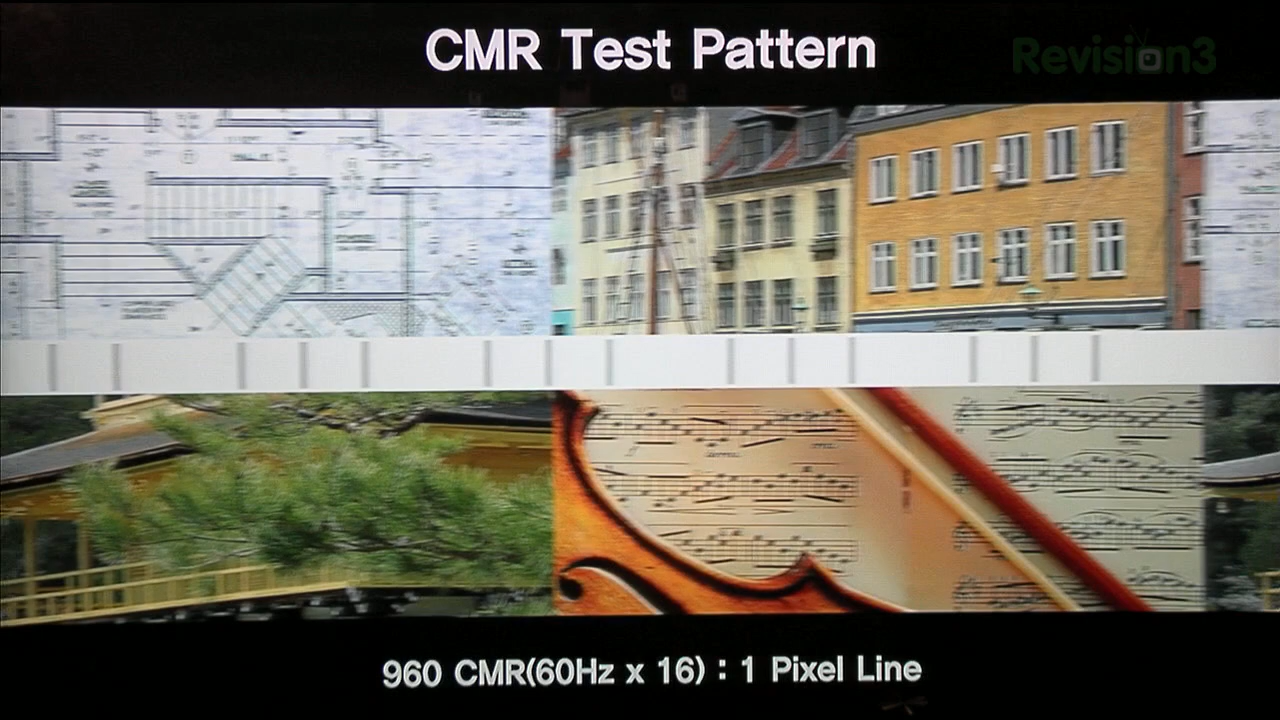 CMR Test Pattern
Revision3
960 CMR(60Hz x 16) : 1 Pixel Line